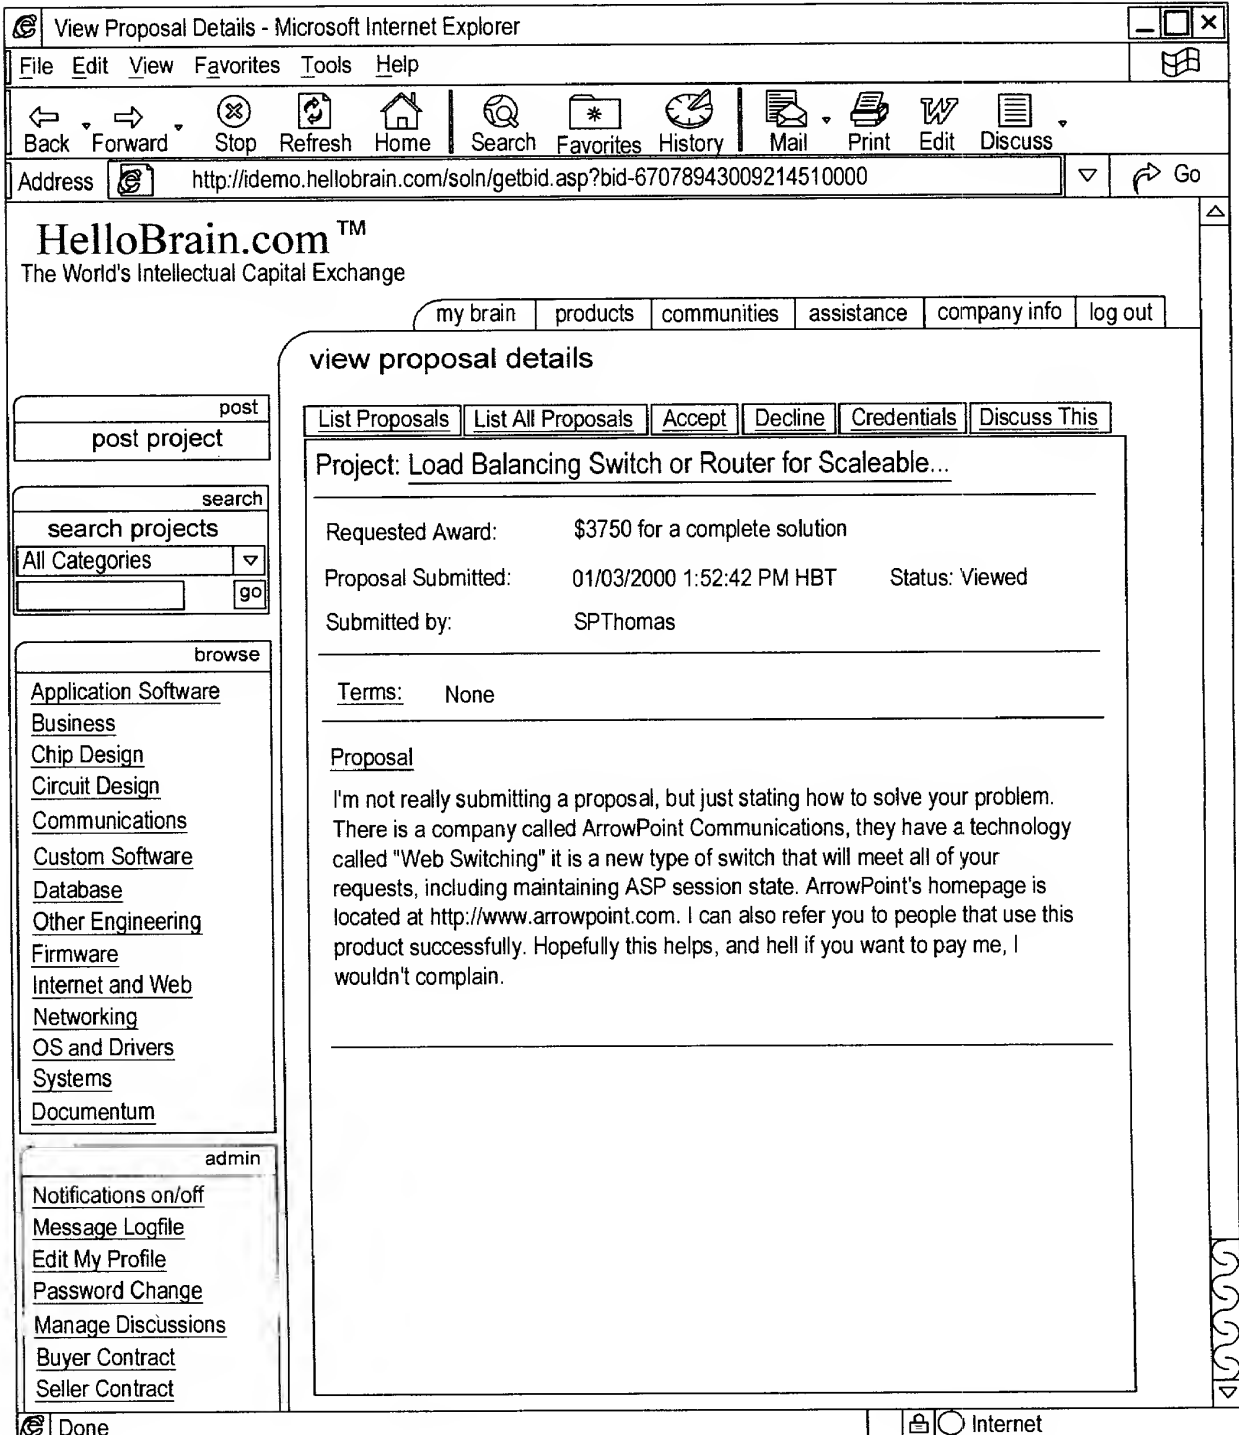 View Proposal Details - Microsoft Internet Explorer
File Edit View Favorites Tools Help
Back Forward Stop Refresh Home Search Favorites History Mail Print Edit Discuss
Address http://idemo.hellobrain.com/soln/getbid.asp?bid-67078943009214510000 Go
HelloBrain.com™
The World's Intellectual Capital Exchange
my brain products communities assistance company info log out
view proposal details
post
post project
search
search projects
All Categories
go
browse
Application Software
Business
Chip Design
Circuit Design
Communications
Custom Software
Database
Other Engineering
Firmware
Internet and Web
Networking
OS and Drivers
Systems
Documentum
admin
Notifications on/off
Message Logfile
Edit My Profile
Password Change
Manage Discussions
Buyer Contract
Seller Contract
List Proposals List All Proposals Accept Decline Credentials Discuss This
Project: Load Balancing Switch or Router for Scaleable...
Requested Award: $3750 for a complete solution
Proposal Submitted: 01/03/2000 1:52:42 PM HBT Status: Viewed
Submitted by: SPThomas
Terms: None
Proposal
I'm not really submitting a proposal, but just stating how to solve your problem.
There is a company called ArrowPoint Communications, they have a technology
called "Web Switching" it is a new type of switch that will meet all of your
requests, including maintaining ASP session state. ArrowPoint's homepage is
located at http://www.arrowpoint.com. I can also refer you to people that use this
product successfully. Hopefully this helps, and hell if you want to pay me, I
wouldn't complain.
Done Internet